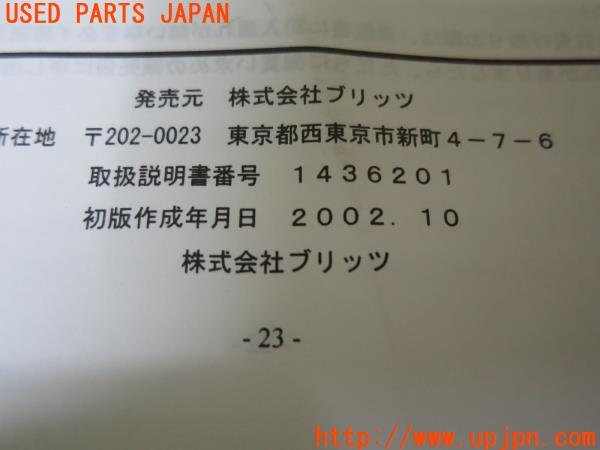 USED PARTS JAPAN
発売元 株式会社ブリッツ
所在地 〒202-0023 東京都西東京市新町4-7-6
取扱説明書番号 1436201
初版作成年月日 2002.10
株式会社ブリッツ
- 23 -
http://www.upjpn.com